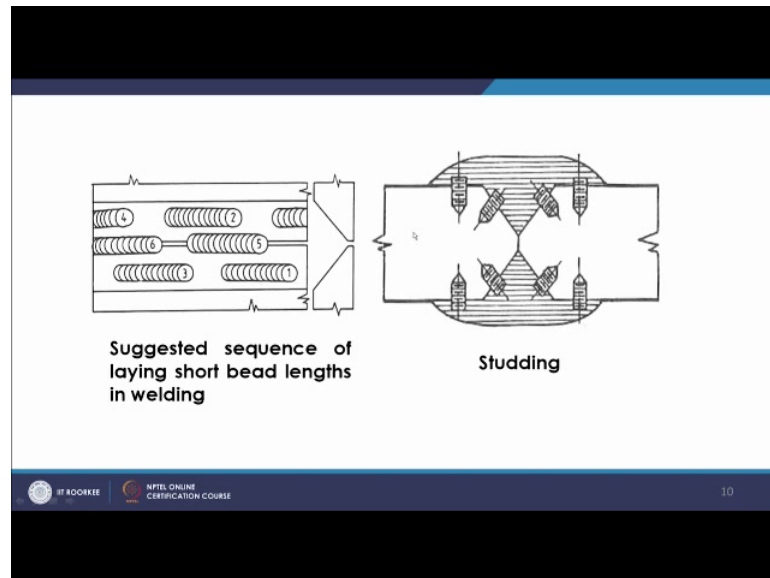 4
2
6
5
3
1
Suggested sequence of
laying short bead lengths
in welding
Studding
IIT ROORKEE
NPTEL ONLINE
CERTIFICATION COURSE
10